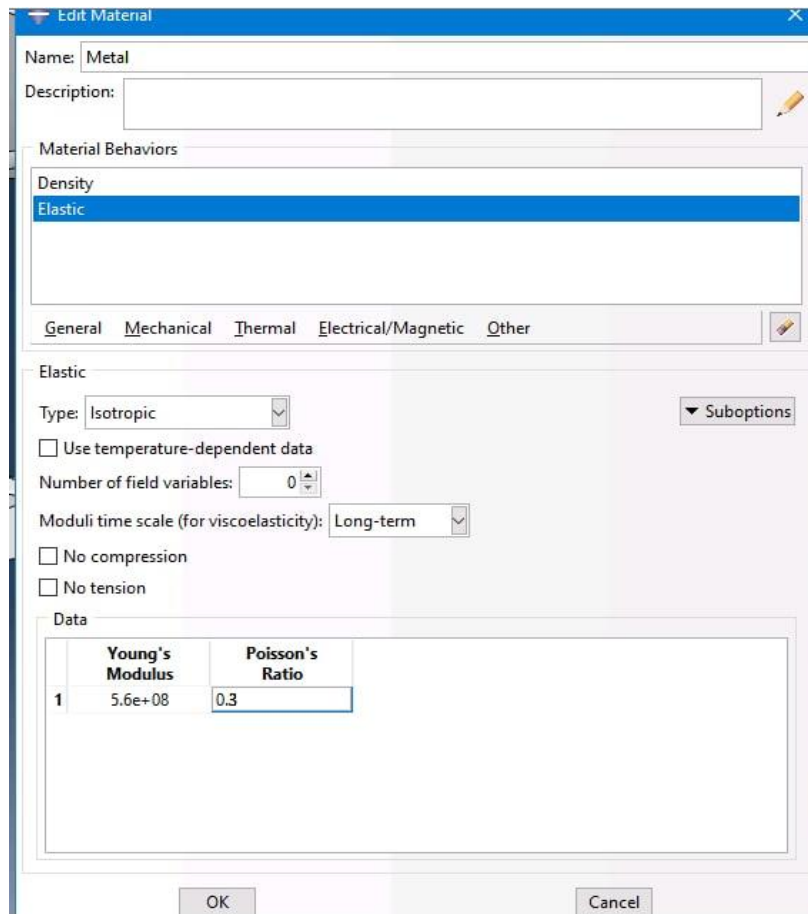 Edit Material
Name: Metal
Description:
Material Behaviors
Density
Elastic
General Mechanical Thermal Electrical/Magnetic Other
Elastic
Type: Isotropic
Suboptions
Use temperature-dependent data
Number of field variables: 0
Moduli time scale (for viscoelasticity): Long-term
No compression
No tension
Data
Young's Poisson's
Modulus Ratio
1 5.6e+08 0.3
OK Cancel